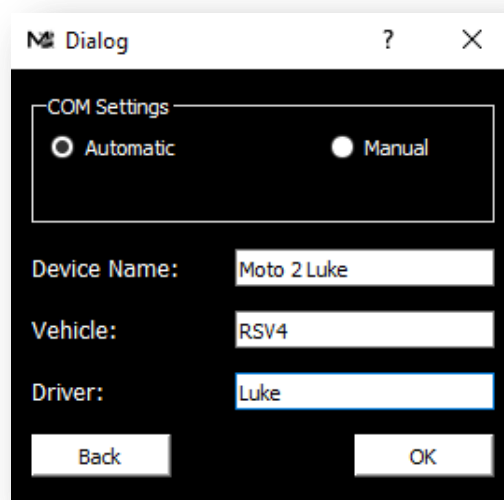 Dialog ?
COM Settings
Automatic Manual
Device Name: Moto 2 Luke
Vehicle: RSV4
Driver: Luke
Back OK